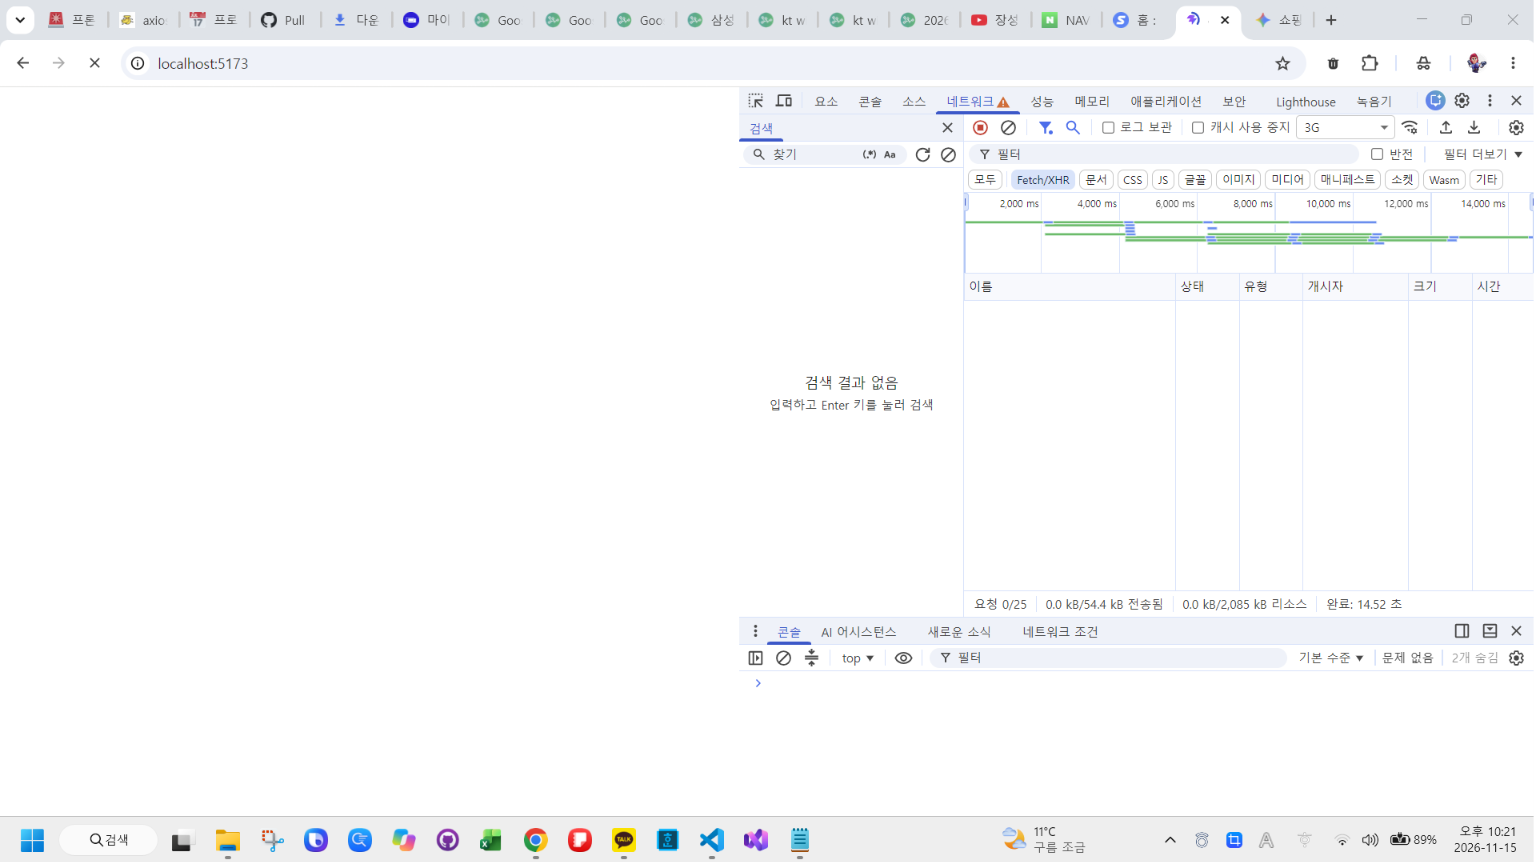 프론
axio
프로
Pull
다운
마이
Goo
Goo
Goo
삼성
kt w
kt w
2026
장성
NAV
홈 :
쇼핑
localhost:5173
요소 콘솔 소스 네트워크 성능 메모리 애플리케이션 보안 Lighthouse 녹음기
검색
로그 보관 캐시 사용 중지 3G
찾기 (.*) Aa
필터 반전 필터 더보기
모두 Fetch/XHR 문서 CSS JS 글꼴 이미지 미디어 매니페스트 소켓 Wasm 기타
2,000 ms 4,000 ms 6,000 ms 8,000 ms 10,000 ms 12,000 ms 14,000 ms
이름 상태 유형 개시자 크기 시간
검색 결과 없음
입력하고 Enter 키를 눌러 검색
요청 0/25 0.0 kB/54.4 kB 전송됨 0.0 kB/2,085 kB 리소스 완료: 14.52 초
콘솔 AI 어시스턴스 새로운 소식 네트워크 조건
top 필터 기본 수준 문제 없음 2개 숨김
검색
TALK
11°C
구름 조금
A
89%
오후 10:21
2026-11-15